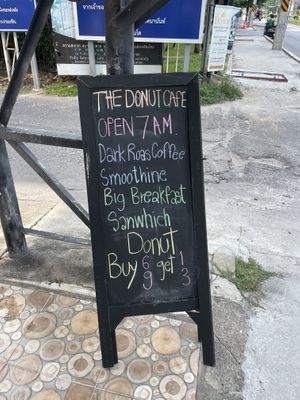 THE DONUT CAFE
OPEN 7 AM.
Dark Roas Coffee
Smoothine
Big Breakfast
Sanwhich
Donut
Buy 6 get 1
9 3